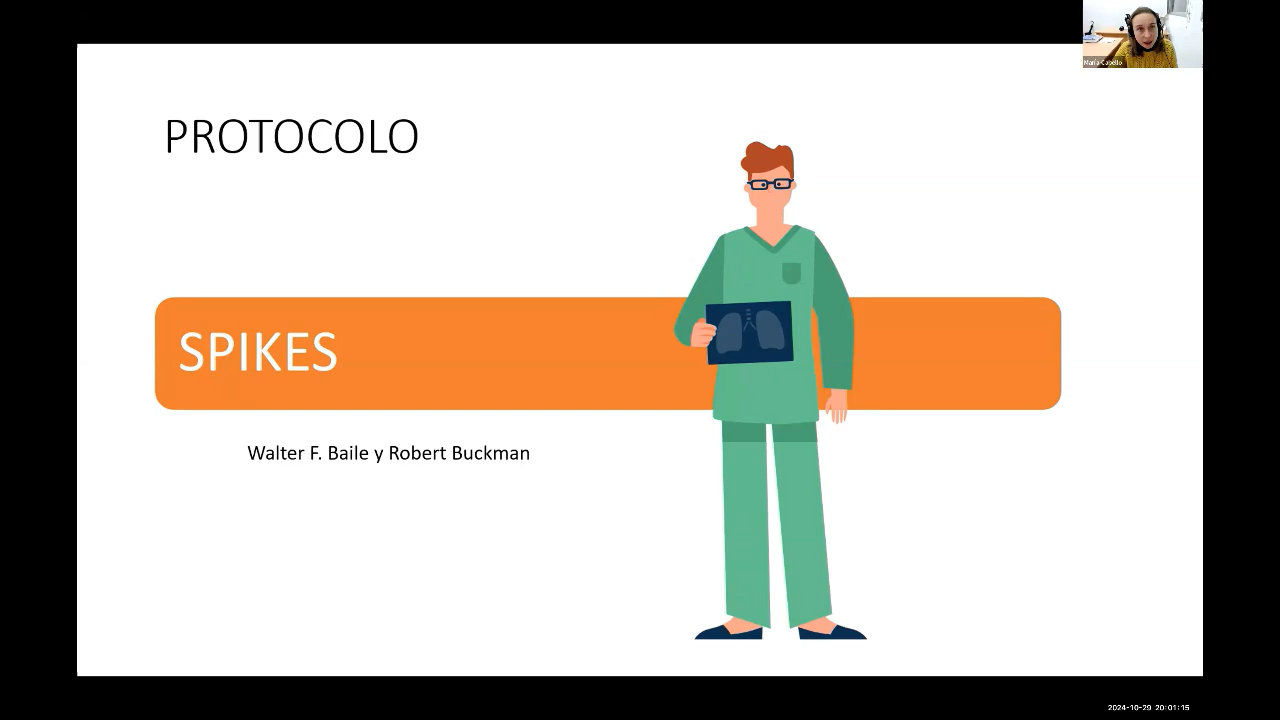 María Cabello
PROTOCOLO
SPIKES
Walter F. Baile y Robert Buckman
2024-10-29 20:01:15